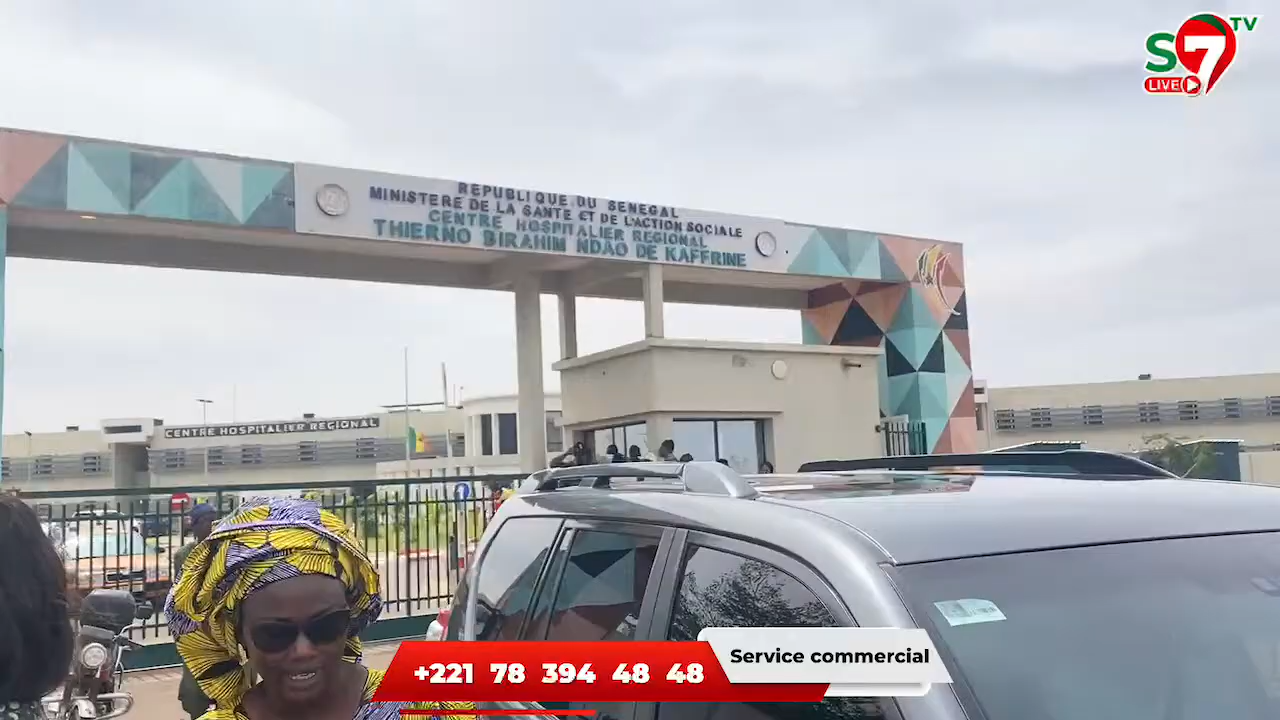 S7 TV
LIVE
REPUBLIQUE DU SENEGAL
MINISTERE DE LA SANTE ET DE L'ACTION SOCIALE
CENTRE HOSPITALIER REGIONAL
THIERNO BIRAHIM NDAO DE KAFFRINE
CENTRE HOSPITALIER REGIONAL
+221 78 394 48 48
Service commercial